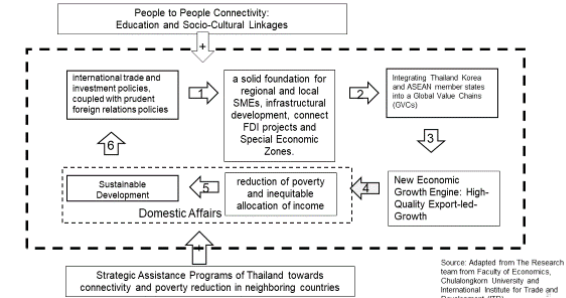 People to People Connectivity:
Education and Socio-Cultural Linkages
+
international trade and
investment policies,
coupled with prudent
foreign relations policies
1
a solid foundation for
regional and local
SMEs, infrastructural
development, connect
FDI projects and
Special Economic
Zones.
2
Integrating Thailand Korea
and ASEAN member states
into a Global Value Chains
(GVCs)
3
New Economic
Growth Engine: High-
Quality Export-led-
Growth
4
reduction of poverty
and inequitable
allocation of income
5
Sustainable
Development
6
Domestic Affairs
+
Strategic Assistance Programs of Thailand towards
connectivity and poverty reduction in neighboring countries
Source: Adapted from The Research
team from Faculty of Economics,
Chulalongkorn University and
International Institute for Trade and